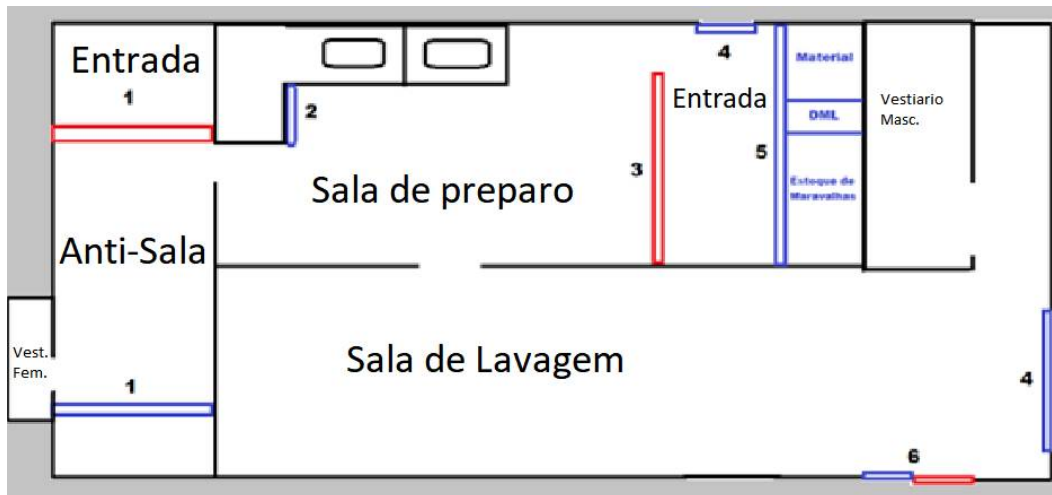 Entrada
1
2
Sala de preparo
3
4
Entrada
5
Material
DML
Estoque de
Maravalhas
Vestiario
Masc.
Anti-Sala
Vest.
Fem.
1
Sala de Lavagem
4
6